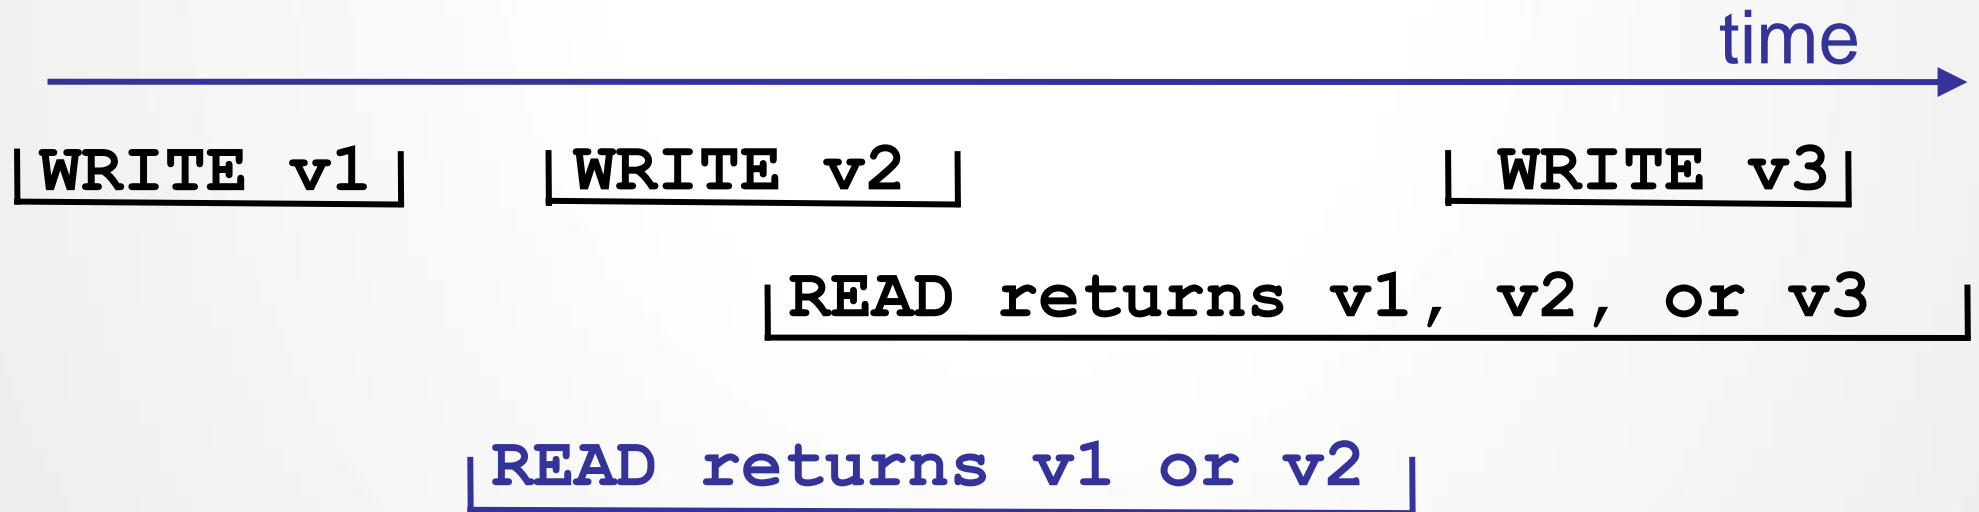 time
WRITE v1 WRITE v2 WRITE v3
READ returns v1, v2, or v3
READ returns v1 or v2